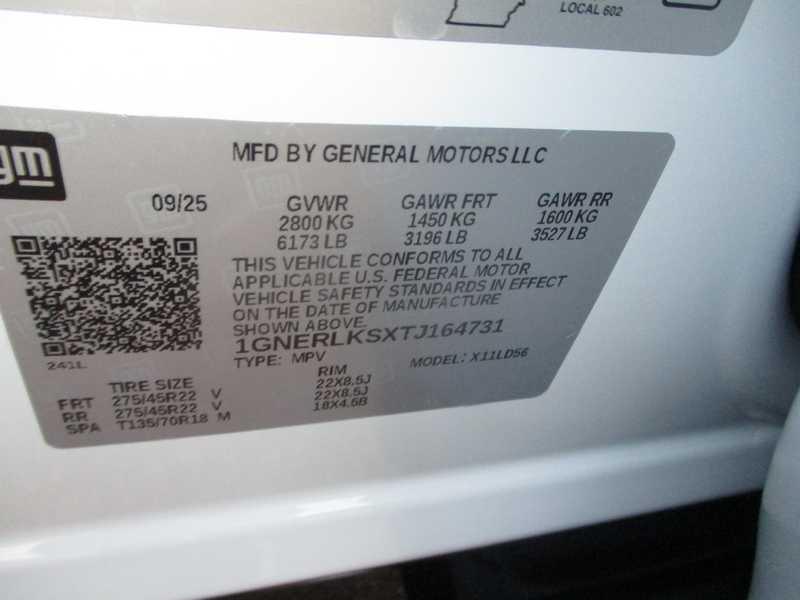 LOCAL 602
gm
MFD BY GENERAL MOTORS LLC
09/25 GVWR GAWR FRT GAWR RR
2800 KG 1450 KG 1600 KG
6173 LB 3196 LB 3527 LB
THIS VEHICLE CONFORMS TO ALL
APPLICABLE U.S. FEDERAL MOTOR
VEHICLE SAFETY STANDARDS IN EFFECT
ON THE DATE OF MANUFACTURE
SHOWN ABOVE
1GNERLKSXTJ164731
TYPE: MPV MODEL: X11LD56
241L
TIRE SIZE RIM
FRT 275/45R22 V 22X8.5J
RR 275/45R22 V 22X8.5J
SPA T135/70R18 M 18X4.5B